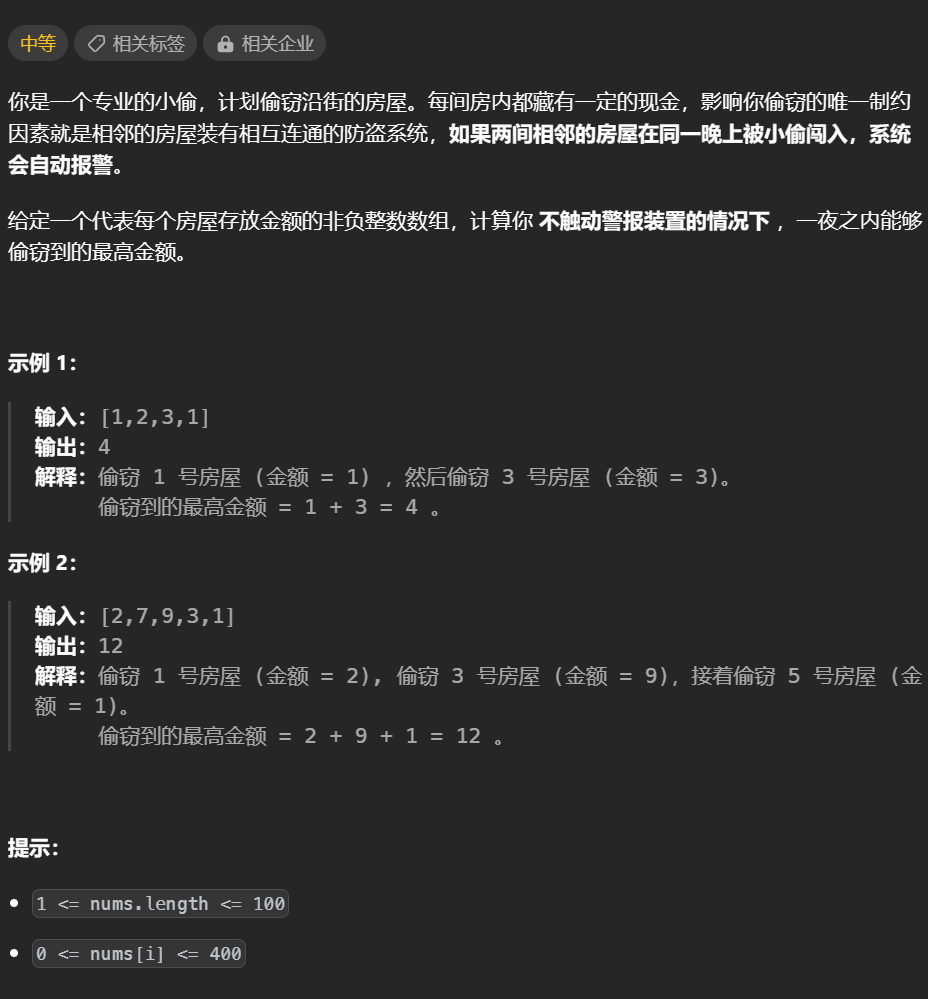 中等 相关标签 相关企业
你是一个专业的小偷，计划偷窃沿街的房屋。每间房内都藏有一定的现金，影响你偷窃的唯一制约
因素就是相邻的房屋装有相互连通的防盗系统，如果两间相邻的房屋在同一晚上被小偷闯入，系统
会自动报警。
给定一个代表每个房屋存放金额的非负整数数组，计算你 不触动警报装置的情况下 ，一夜之内能够
偷窃到的最高金额。
示例 1：
输入：[1,2,3,1]
输出：4
解释：偷窃 1 号房屋 (金额 = 1) ，然后偷窃 3 号房屋 (金额 = 3)。
偷窃到的最高金额 = 1 + 3 = 4 。
示例 2：
输入：[2,7,9,3,1]
输出：12
解释：偷窃 1 号房屋 (金额 = 2), 偷窃 3 号房屋 (金额 = 9)，接着偷窃 5 号房屋 (金
额 = 1)。
偷窃到的最高金额 = 2 + 9 + 1 = 12 。
提示：
• 1 <= nums.length <= 100
• 0 <= nums[i] <= 400